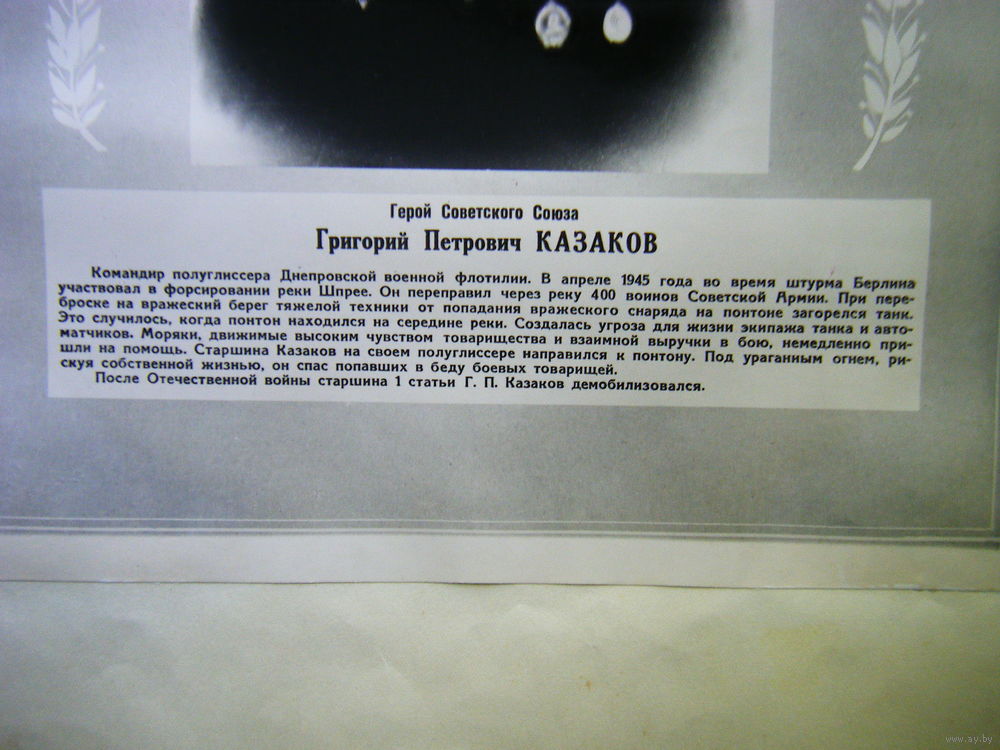 Герой Советского Союза
Григорий Петрович КАЗАКОВ
Командир полуглиссера Днепровской военной флотилии. В апреле 1945 года во время штурма Берлина
участвовал в форсировании реки Шпрее. Он переправил через реку 400 воинов Советской Армии. При пере-
броске на вражеский берег тяжелой техники от попадания вражеского снаряда на понтоне загорелся танк.
Это случилось, когда понтон находился на середине реки. Создалась угроза для жизни экипажа танка и авто-
матчиков. Моряки, движимые высоким чувством товарищества и взаимной выручки в бою, немедленно при-
шли на помощь. Старшина Казаков на своем полуглиссере направился к понтону. Под ураганным огнем, ри-
скуя собственной жизнью, он спас попавших в беду боевых товарищей.
После Отечественной войны старшина 1 статьи Г. П. Казаков демобилизовался.
www.ay.by